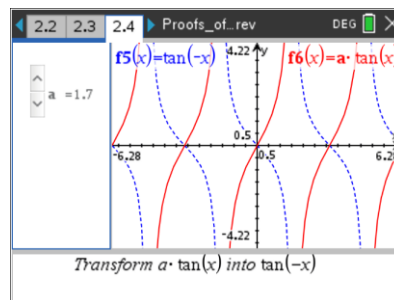 2.2 2.3 2.4 Proofs_of...rev DEG
4.22 y
f5(x)=tan(-x) f6(x)=a· tan(x
a =1.7
0.5
-6.28 0.5 6.2
-4.22
Transform a· tan(x) into tan(-x)